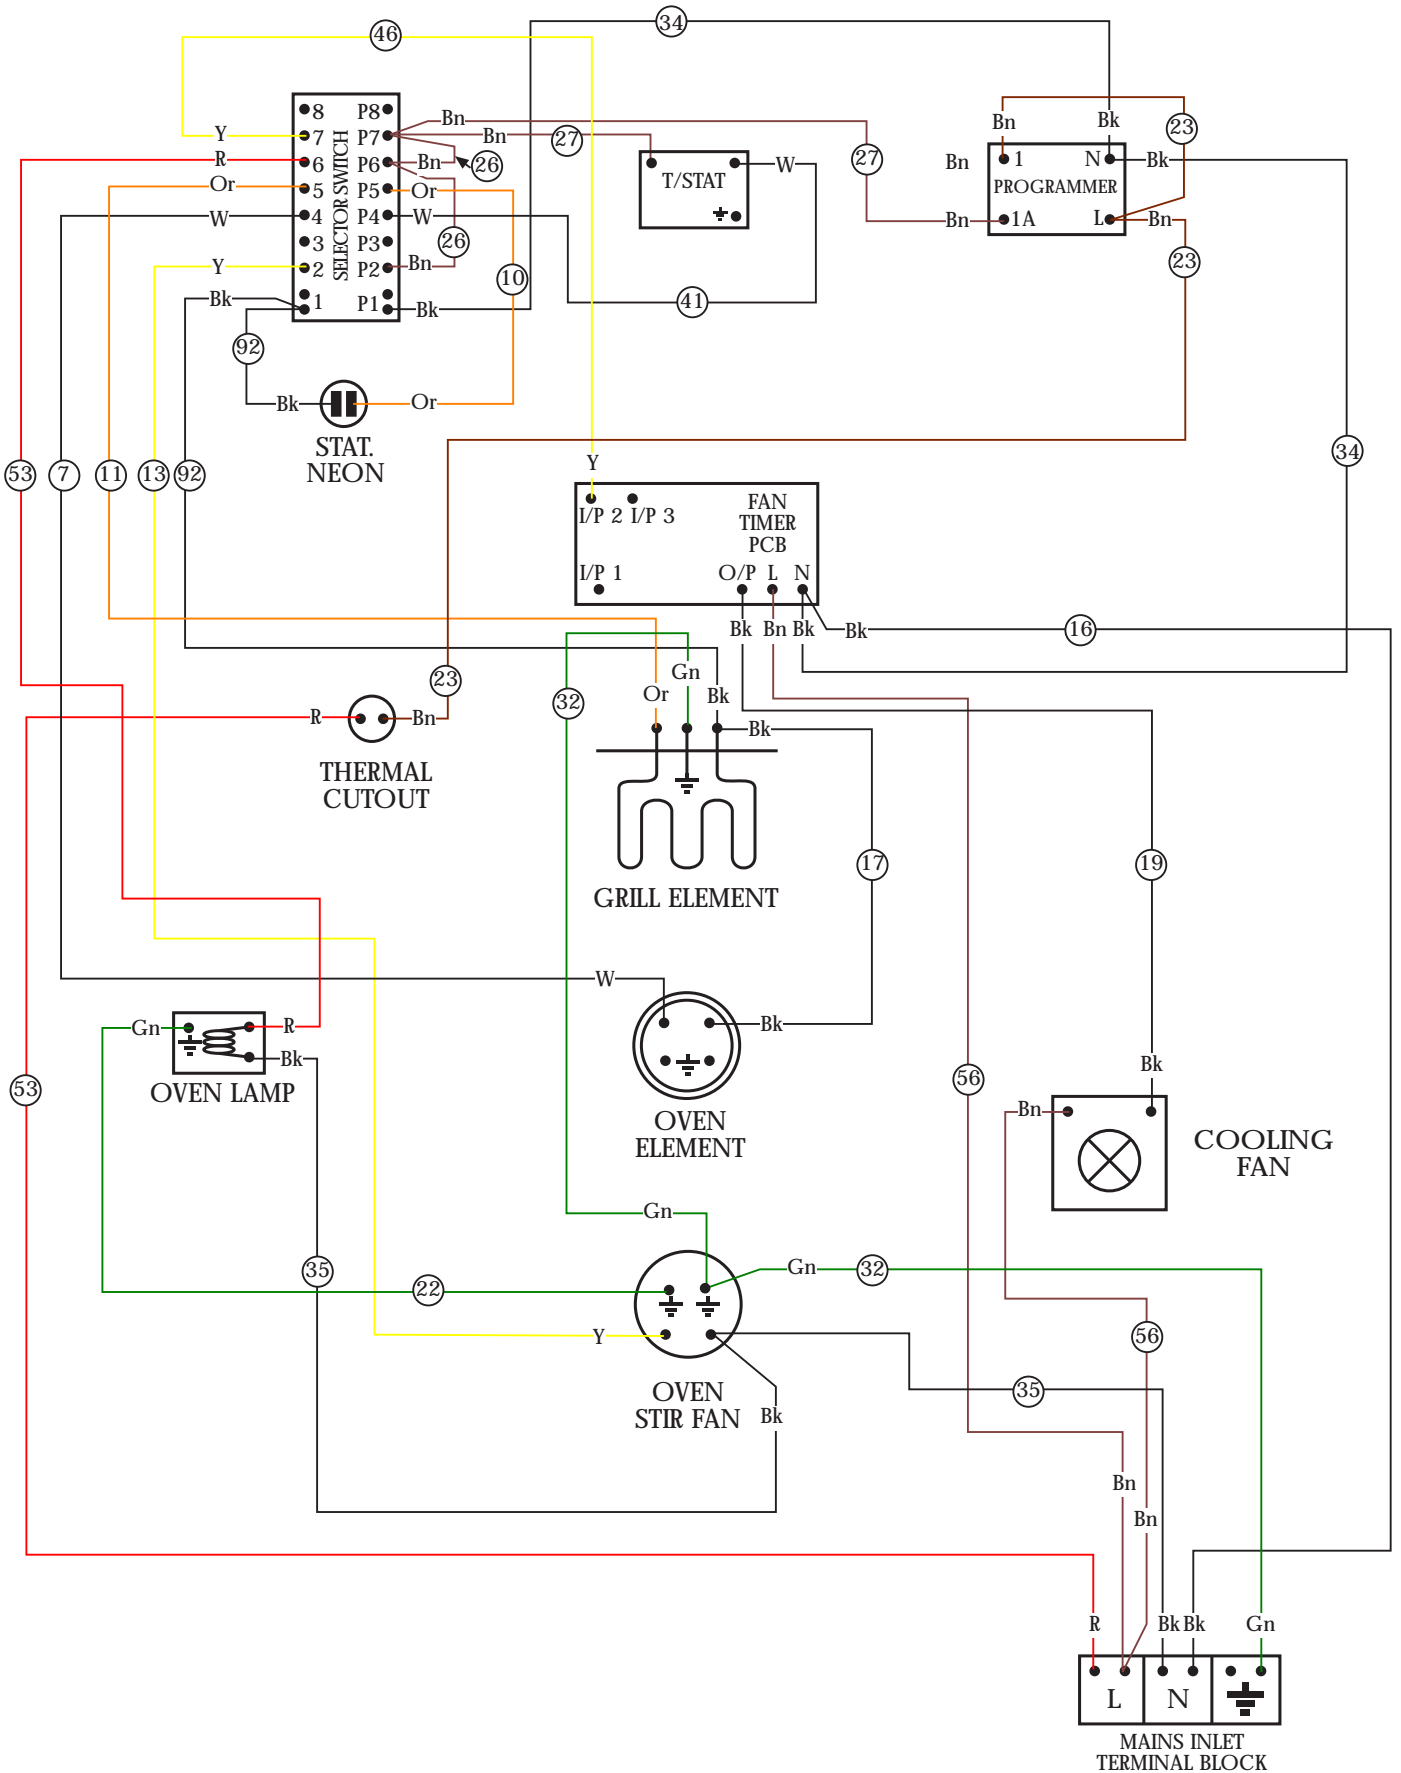 46
34
8 P8
7 P7
6 P6
5 P5
4 P4
3 P3
2 P2
1 P1
SELECTOR SWITCH
Y
R
Or
W
Y
Bk
Bn
Bn
27
Bn
26
Or
W
26
Bn
10
Bk
92
Bk
Or
STAT.
NEON
T/STAT
W
41
27
Bn
Bn
Bn
Bk
23
1 N
PROGRAMMER
1A L
Bk
Bn
23
34
53
7
11
13
92
Y
FAN
TIMER
PCB
I/P 2 I/P 3
I/P 1
O/P L N
Bk Bn Bk
Bk
16
Gn
Or
Bk
32
23
R
Bn
THERMAL
CUTOUT
Bk
GRILL ELEMENT
17
19
W
Bk
OVEN
ELEMENT
Gn
R
Bk
OVEN LAMP
53
56
Bk
Bn
COOLING
FAN
Gn
35
22
Gn
32
Y
OVEN
STIR FAN
Bk
35
56
Bn
Bn
R
Bk Bk
Gn
L N
MAINS INLET
TERMINAL BLOCK